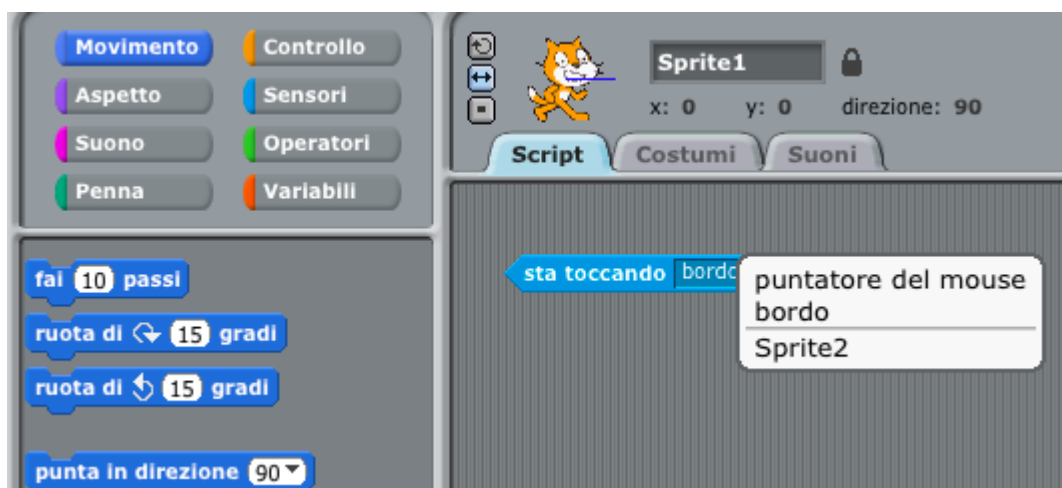 Movimento Controllo
Aspetto Sensori
Suono Operatori
Penna Variabili
Sprite1
x: 0 y: 0 direzione: 90
Script Costumi Suoni
fai 10 passi
ruota di 15 gradi
ruota di 15 gradi
punta in direzione 90
sta toccando
puntatore del mouse
bordo
Sprite2